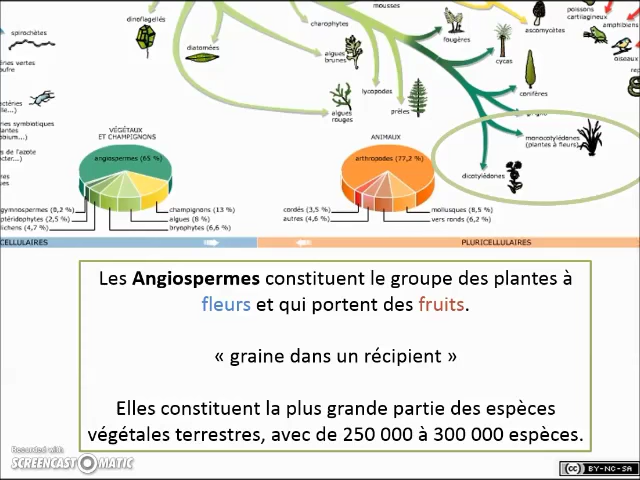 mousses
poissons
cartilagineux
spirochètes
dinoflagellés
charophytes
ascomycètes
amphibiens
fougères
diatomées
algues
brunes
cycas
oiseaux
lycopodes
conifères
algues
rouges
prèles
monocotylédones
(plantes à fleurs)
dicotylédones
VÉGÉTAUX
ET CHAMPIGNONS
angiospermes (65 %)
gymnospermes (0,2 %)
ptéridophytes (2,5 %)
lichens (4,7 %)
champignons (13 %)
algues (8 %)
bryophytes (6,6 %)
ANIMAUX
arthropodes (77,2 %)
cordés (3,5 %)
autres (4,6 %)
mollusques (8,5 %)
vers ronds (6,2 %)
CELLULAIRES
PLURICELLULAIRES
Les Angiospermes constituent le groupe des plantes à
fleurs et qui portent des fruits.
« graine dans un récipient »
Elles constituent la plus grande partie des espèces
végétales terrestres, avec de 250 000 à 300 000 espèces.
Recorded with
SCREENCAST MATIC
cc BY-NC-SA